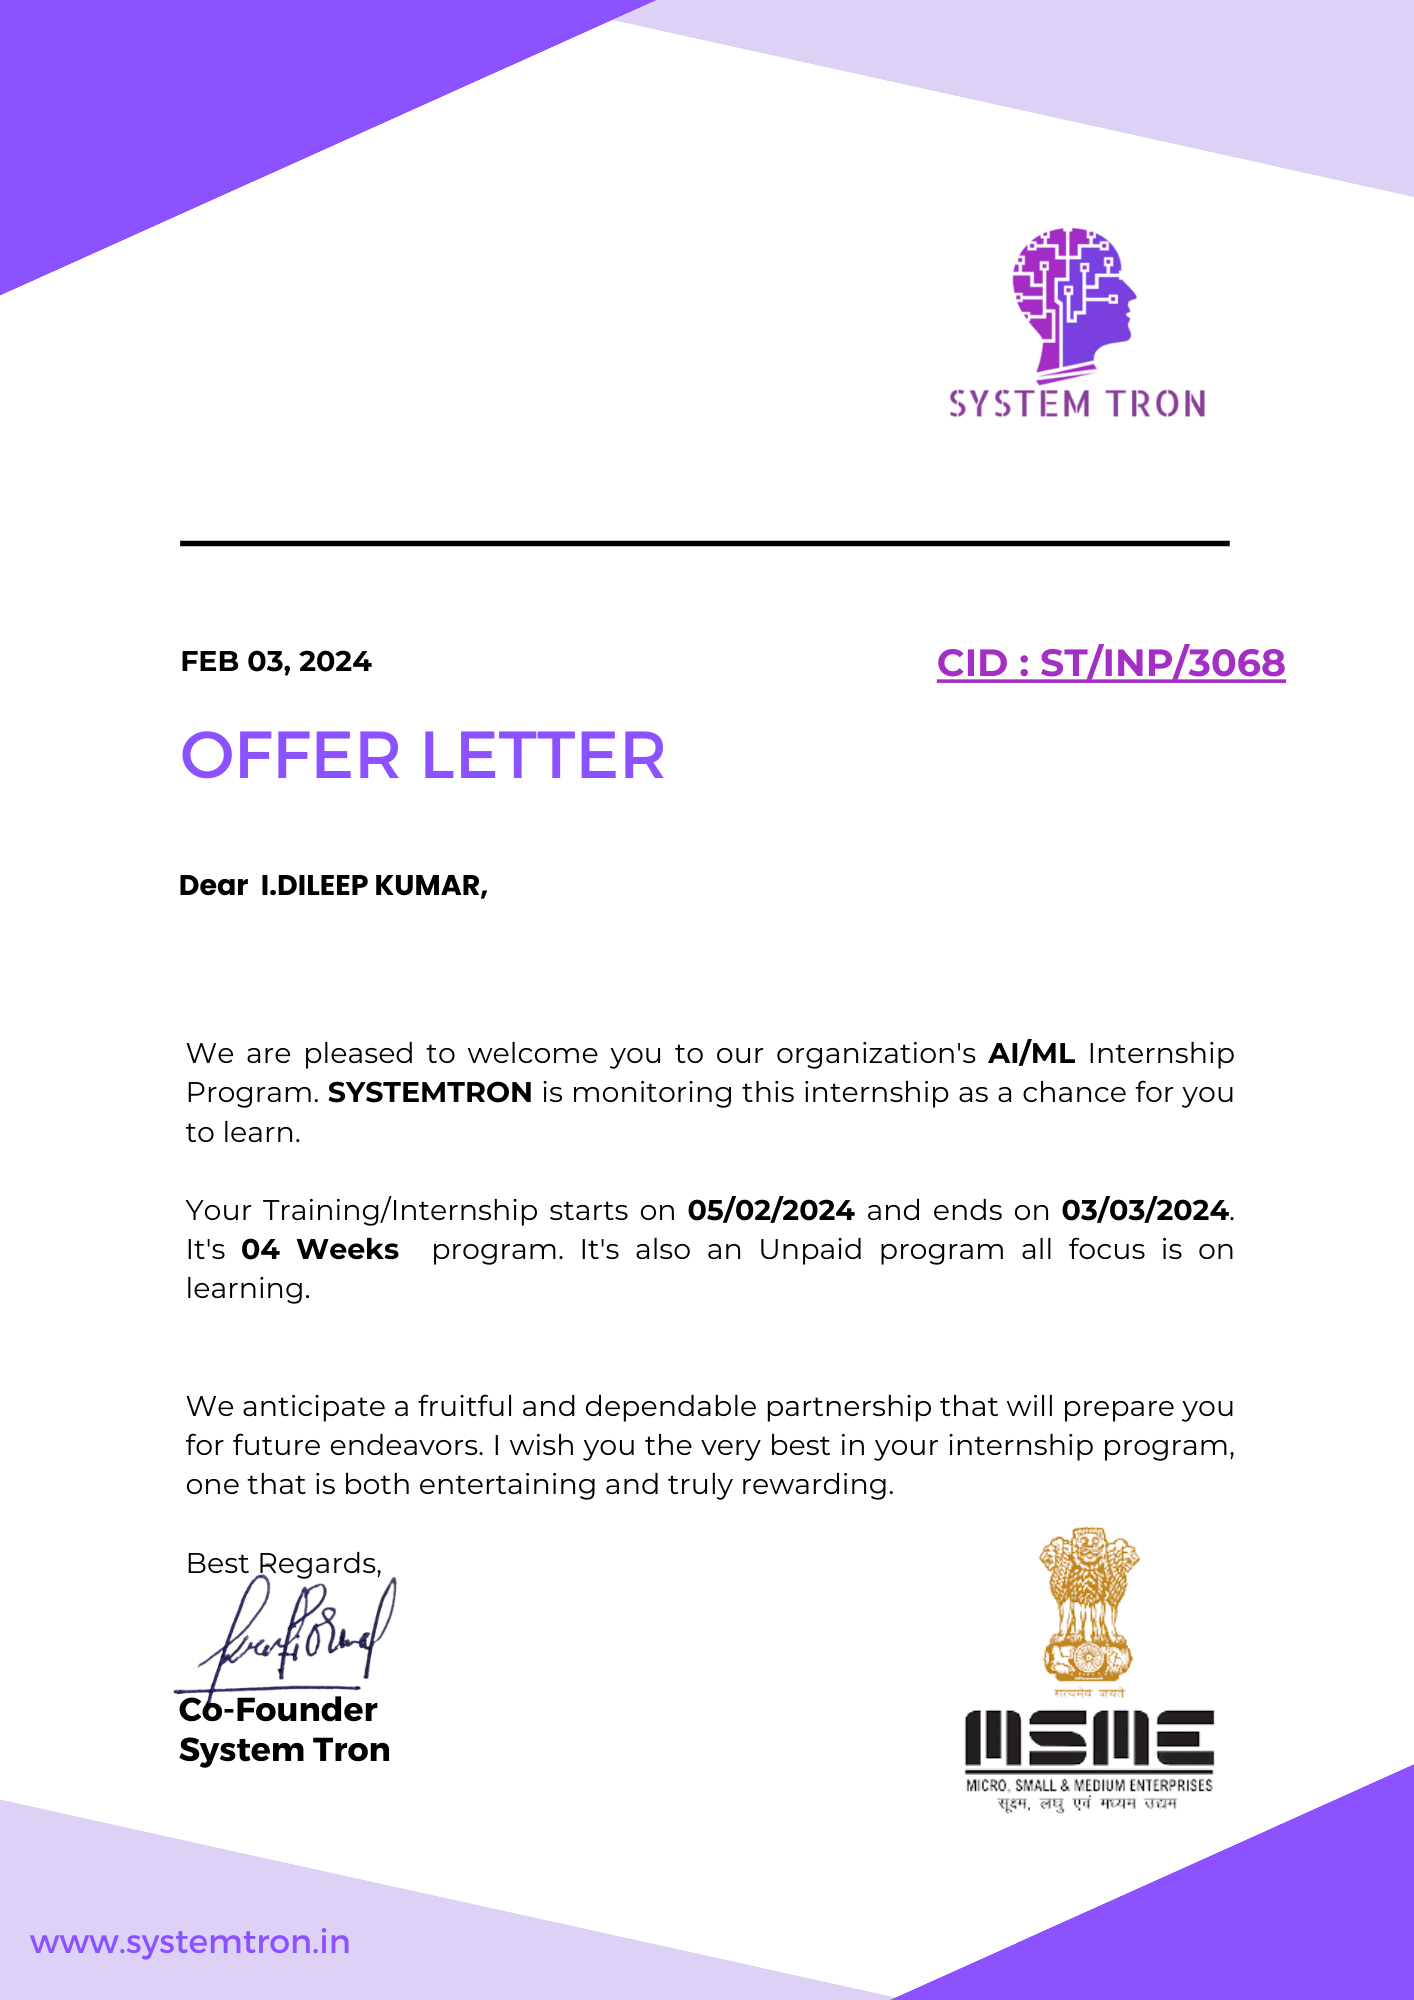 SYSTEM TRON
FEB 03, 2024
CID : ST/INP/3068
OFFER LETTER
Dear I.DILEEP KUMAR,
We are pleased to welcome you to our organization's AI/ML Internship
Program. SYSTEMTRON is monitoring this internship as a chance for you
to learn.
Your Training/Internship starts on 05/02/2024 and ends on 03/03/2024.
It's 04 Weeks program. It's also an Unpaid program all focus is on
learning.
We anticipate a fruitful and dependable partnership that will prepare you
for future endeavors. I wish you the very best in your internship program,
one that is both entertaining and truly rewarding.
Best Regards,
Co-Founder
System Tron
सत्यमेव जयते
MSME
MICRO, SMALL & MEDIUM ENTERPRISES
सूक्ष्म, लघु एवं मध्यम उद्यम
www.systemtron.in